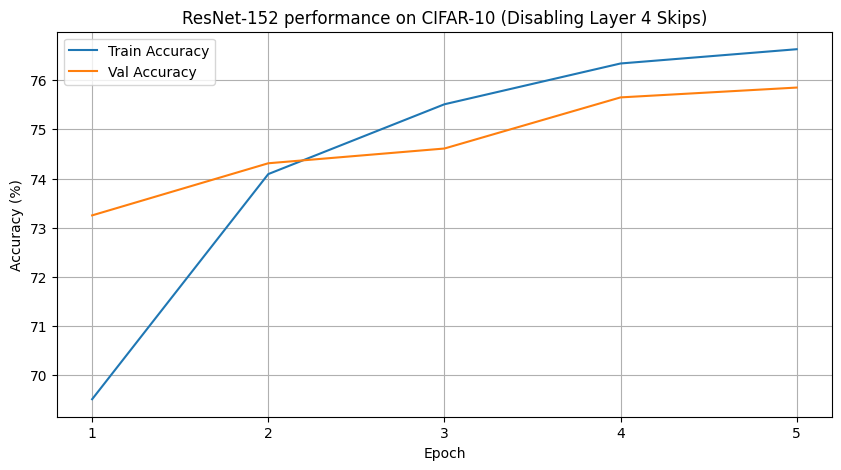 ResNet-152 performance on CIFAR-10 (Disabling Layer 4 Skips)
Train Accuracy
Val Accuracy
Accuracy (%)
76
75
74
73
72
71
70
1 2 3 4 5
Epoch